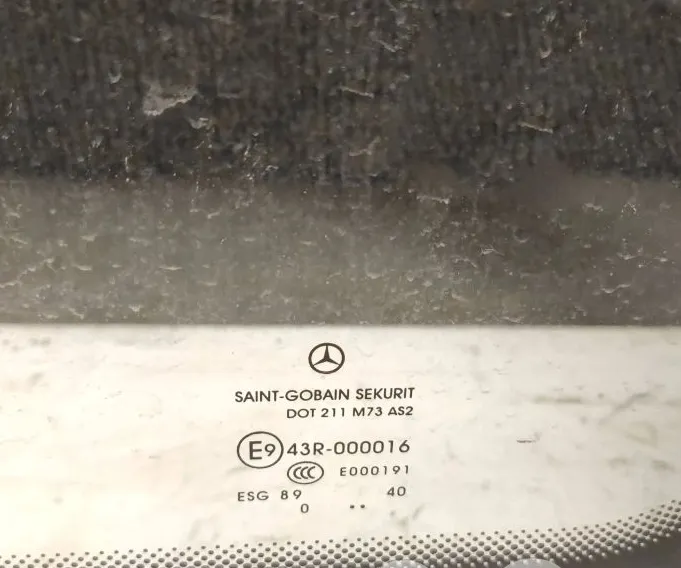 SAINT-GOBAIN SEKURIT
DOT 211 M73 AS2
E9 43R-000016
CCC E000191
ESG 89 40
0 ..